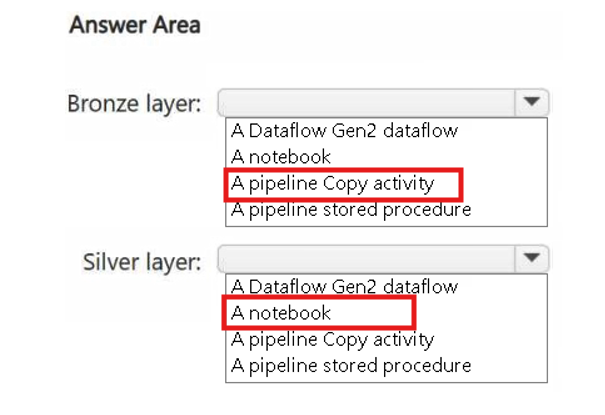 Answer Area
Bronze layer:
A Dataflow Gen2 dataflow
A notebook
A pipeline Copy activity
A pipeline stored procedure
Silver layer:
A Dataflow Gen2 dataflow
A notebook
A pipeline Copy activity
A pipeline stored procedure